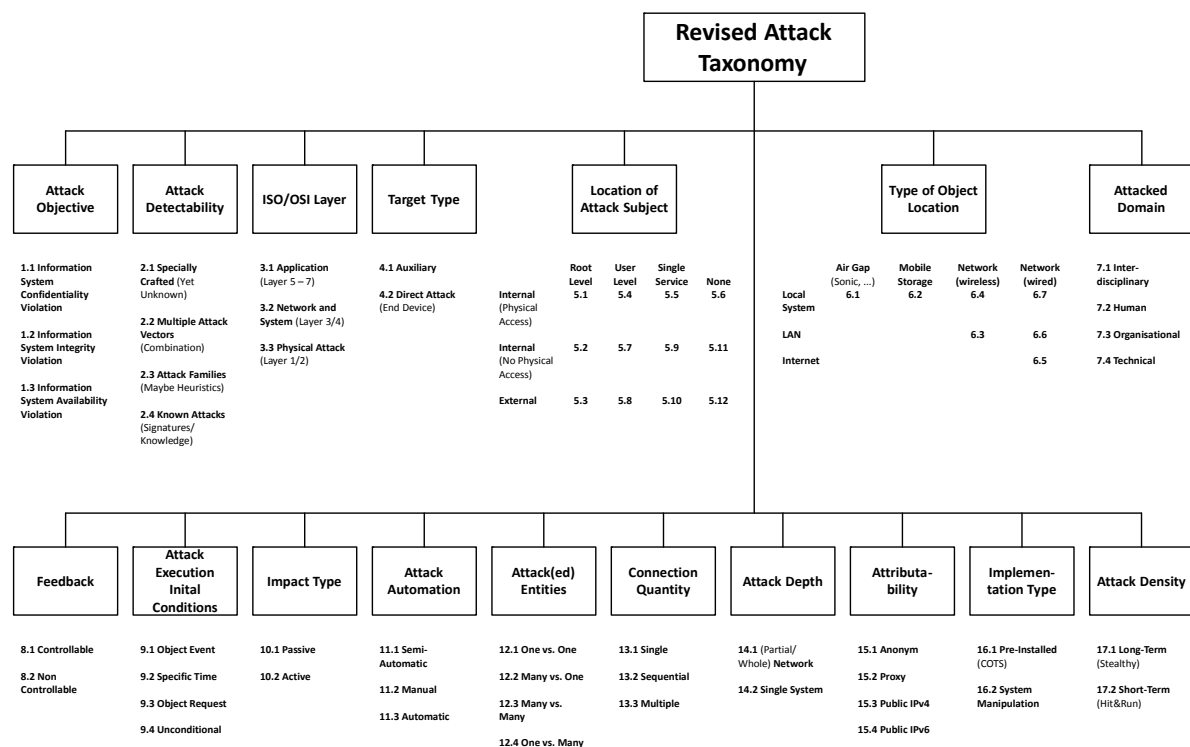 Revised Attack
Taxonomy
Attack
Objective
Attack
Detectability
ISO/OSI Layer
Target Type
Location of
Attack Subject
Type of Object
Location
Attacked
Domain
1.1 Information
System
Confidentiality
Violation
1.2 Information
System Integrity
Violation
1.3 Information
System Availability
Violation
2.1 Specially
Crafted (Yet
Unknown)
2.2 Multiple Attack
Vectors
(Combination)
2.3 Attack Families
(Maybe Heuristics)
2.4 Known Attacks
(Signatures/
Knowledge)
3.1 Application
(Layer 5 – 7)
3.2 Network and
System (Layer 3/4)
3.3 Physical Attack
(Layer 1/2)
4.1 Auxiliary
4.2 Direct Attack
(End Device)
Root User Single
Level Level Service None
Internal 5.1 5.4 5.5 5.6
(Physical
Access)
Internal 5.2 5.7 5.9 5.11
(No Physical
Access)
External 5.3 5.8 5.10 5.12
Air Gap Mobile Network Network
(Sonic, ...) Storage (wireless) (wired)
Local 6.1 6.2 6.4 6.7
System
LAN 6.3 6.6
Internet 6.5
7.1 Inter-
disciplinary
7.2 Human
7.3 Organisational
7.4 Technical
Feedback
Attack
Execution
Inital
Conditions
Impact Type
Attack
Automation
Attack(ed)
Entities
Connection
Quantity
Attack Depth
Attributa-
bility
Implemen-
tation Type
Attack Density
8.1 Controllable
8.2 Non
Controllable
9.1 Object Event
9.2 Specific Time
9.3 Object Request
9.4 Unconditional
10.1 Passive
10.2 Active
11.1 Semi-
Automatic
11.2 Manual
11.3 Automatic
12.1 One vs. One
12.2 Many vs. One
12.3 Many vs.
Many
12.4 One vs. Many
13.1 Single
13.2 Sequential
13.3 Multiple
14.1 (Partial/
Whole) Network
14.2 Single System
15.1 Anonym
15.2 Proxy
15.3 Public IPv4
15.4 Public IPv6
16.1 Pre-Installed
(COTS)
16.2 System
Manipulation
17.1 Long-Term
(Stealthy)
17.2 Short-Term
(Hit&Run)